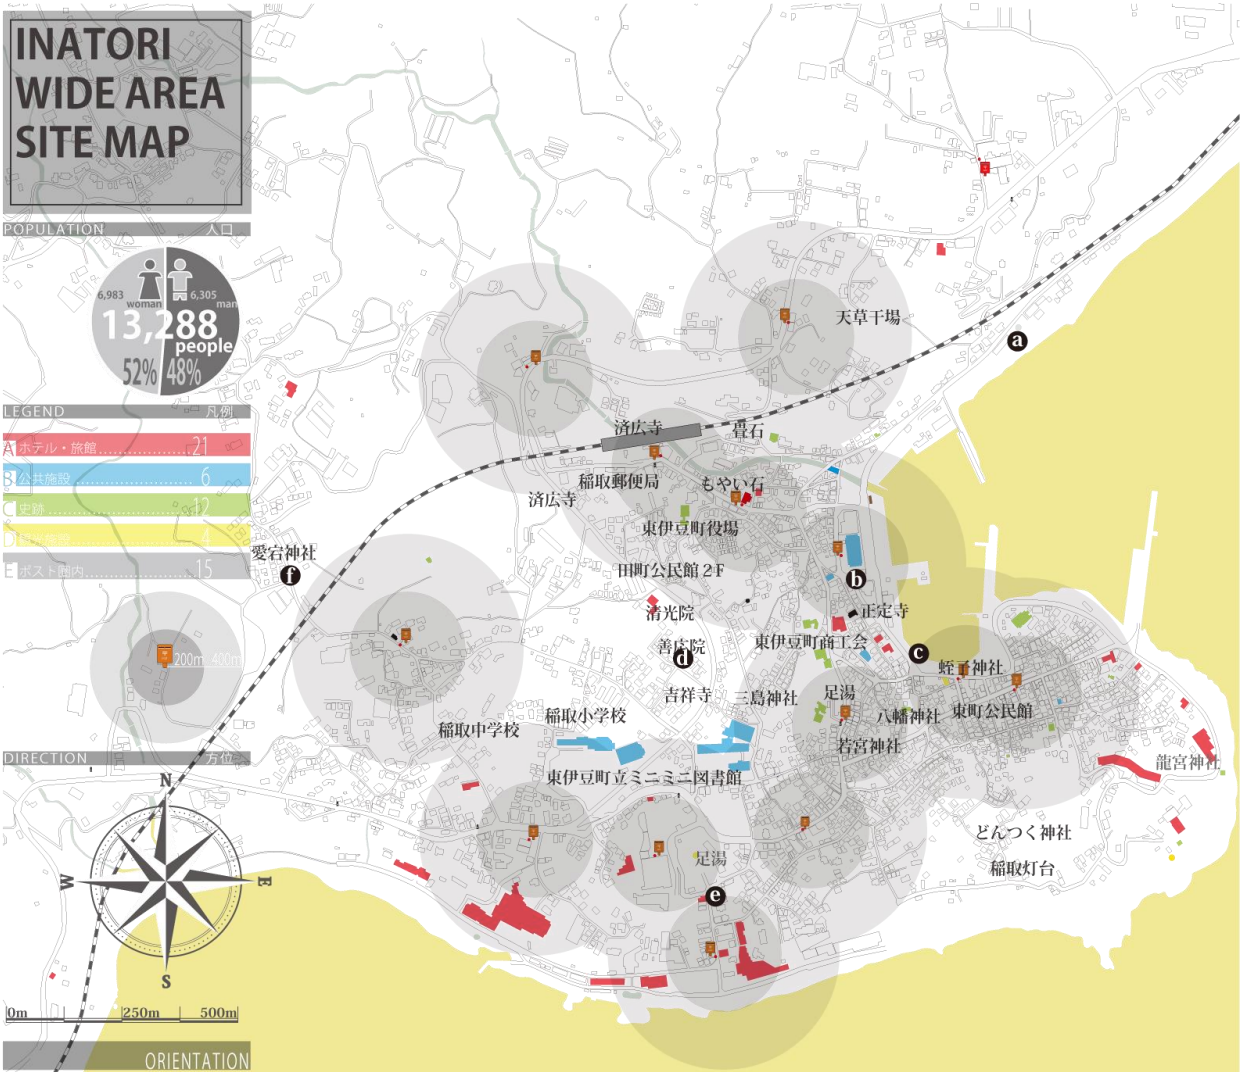 INATORI
WIDE AREA
SITE MAP
POPULATION 人口
6,983 woman
6,305 man
13,288
people
52% 48%
LEGEND 凡例
A ホテル・旅館 21
B 公共施設 6
C 史跡 12
4
E ポスト圏内 15
200m 400m
DIRECTION 方位
N
W E
S
0m 250m 500m
ORIENTATION
天草干場
a
済広寺
畳石
稲取郵便局
もやい石
済広寺
東伊豆町役場
愛宕神社
f
田町公民館2F
b
清光院
正定寺
東伊豆町商工会
善応院
d
c
蛭子神社
吉祥寺
三島神社
足湯
八幡神社
東町公民館
稲取小学校
稲取中学校
若宮神社
龍宮神社
東伊豆町立ミニミニ図書館
どんつく神社
足湯
稲取灯台
e